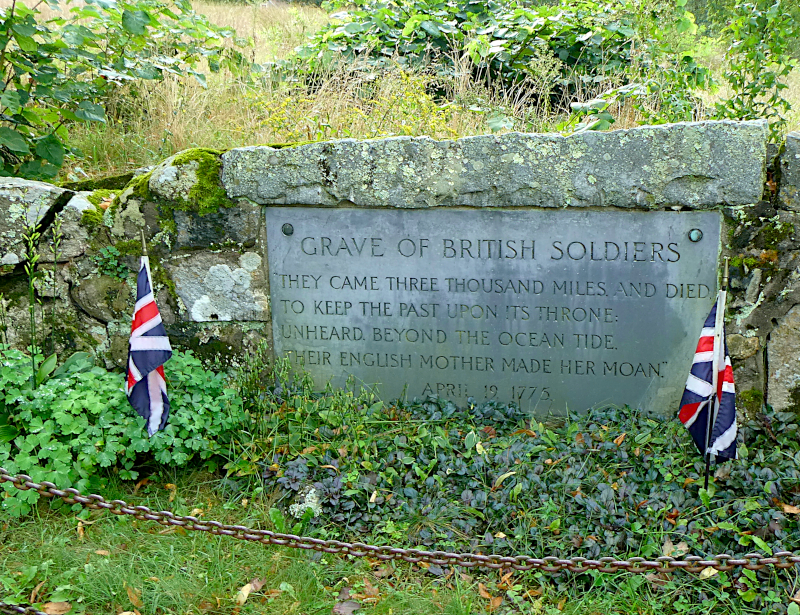 GRAVE OF BRITISH SOLDIERS
THEY CAME THREE THOUSAND MILES, AND DIED,
TO KEEP THE PAST UPON ITS THRONE;
UNHEARD, BEYOND THE OCEAN TIDE,
THEIR ENGLISH MOTHER MADE HER MOAN."
APRIL 19, 1775